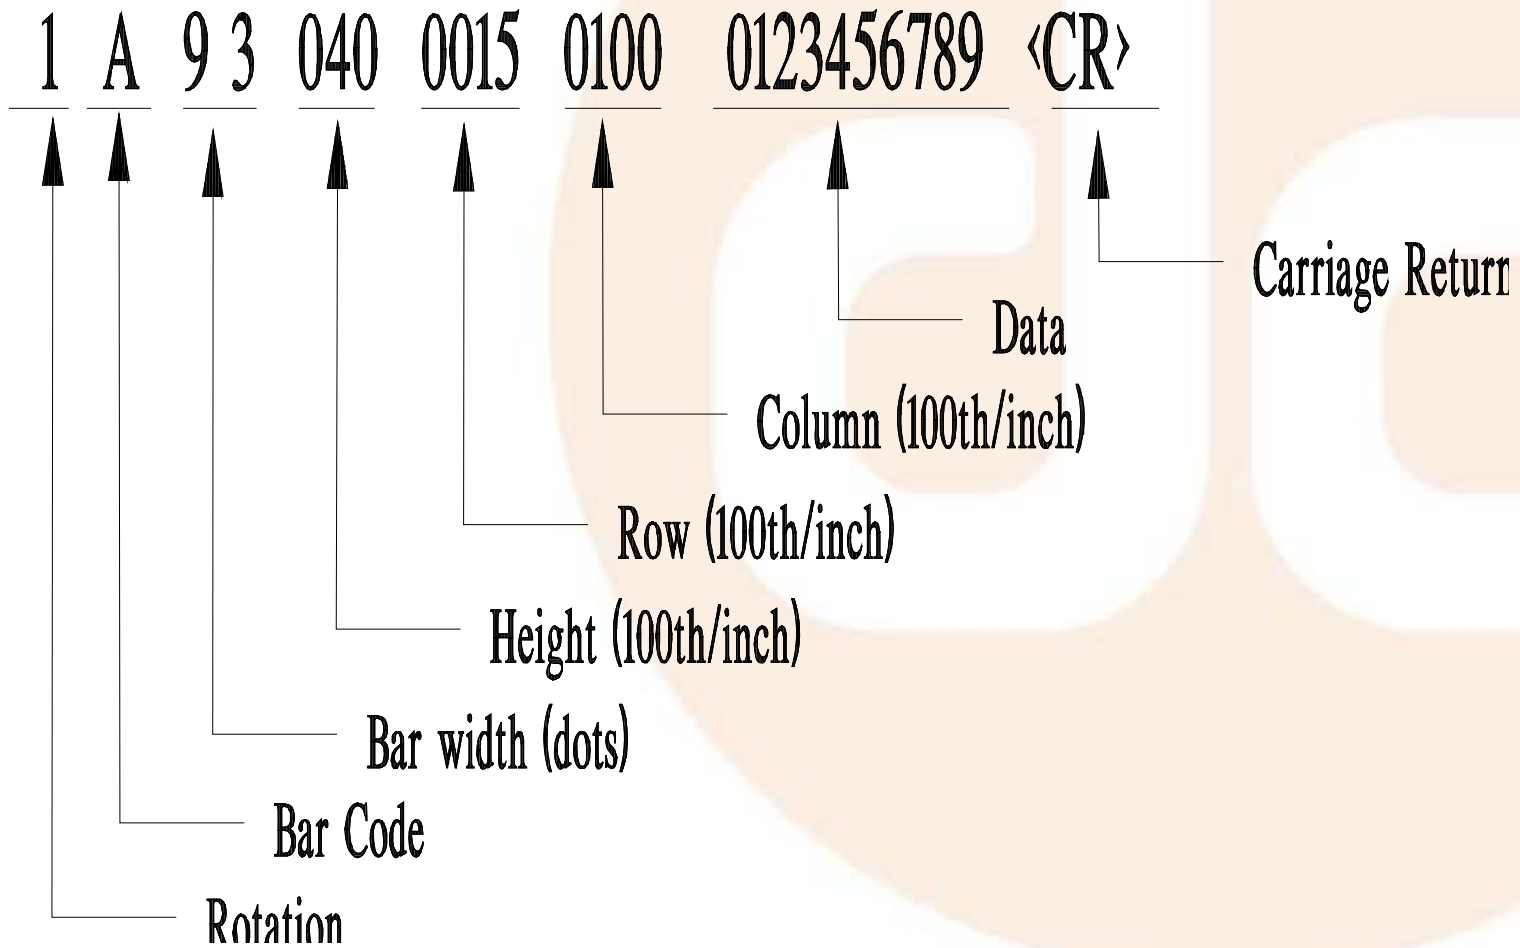 1 A 9 3 040 0015 0100 0123456789 <CR>
Carriage Return
Data
Column (100th/inch)
Row (100th/inch)
Height (100th/inch)
Bar width (dots)
Bar Code
Rotation